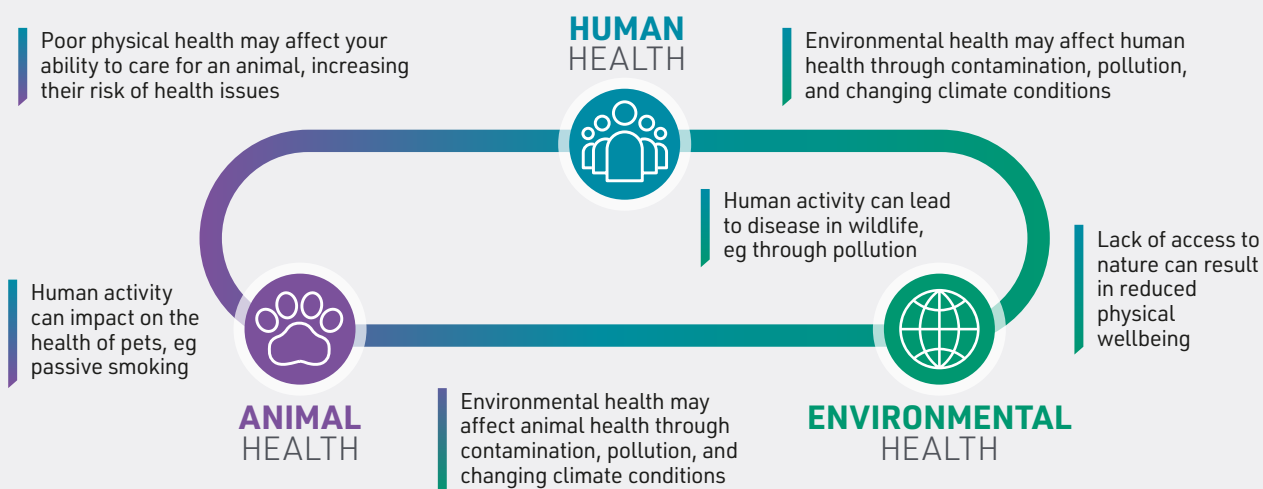 HUMAN
HEALTH
Poor physical health may affect your
ability to care for an animal, increasing
their risk of health issues
Environmental health may affect human
health through contamination, pollution,
and changing climate conditions
Human activity can lead
to disease in wildlife,
eg through pollution
Lack of access to
nature can result
in reduced
physical
wellbeing
Human activity
can impact on the
health of pets, eg
passive smoking
ANIMAL
HEALTH
Environmental health may
affect animal health through
contamination, pollution, and
changing climate conditions
ENVIRONMENTAL
HEALTH